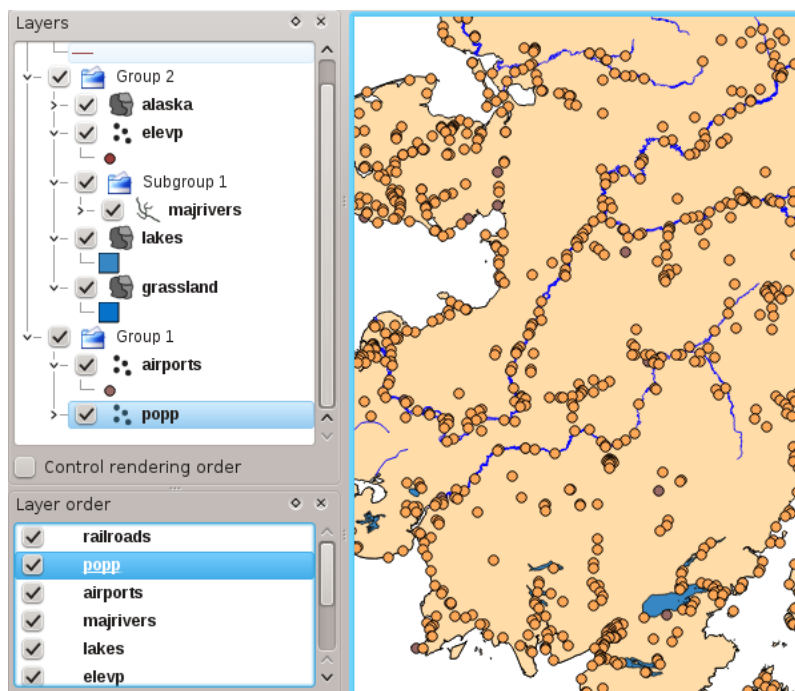 Layers
Group 2
alaska
elevp
Subgroup 1
majrivers
lakes
grassland
Group 1
airports
popp
Control rendering order
Layer order
railroads
popp
airports
majrivers
lakes
elevp